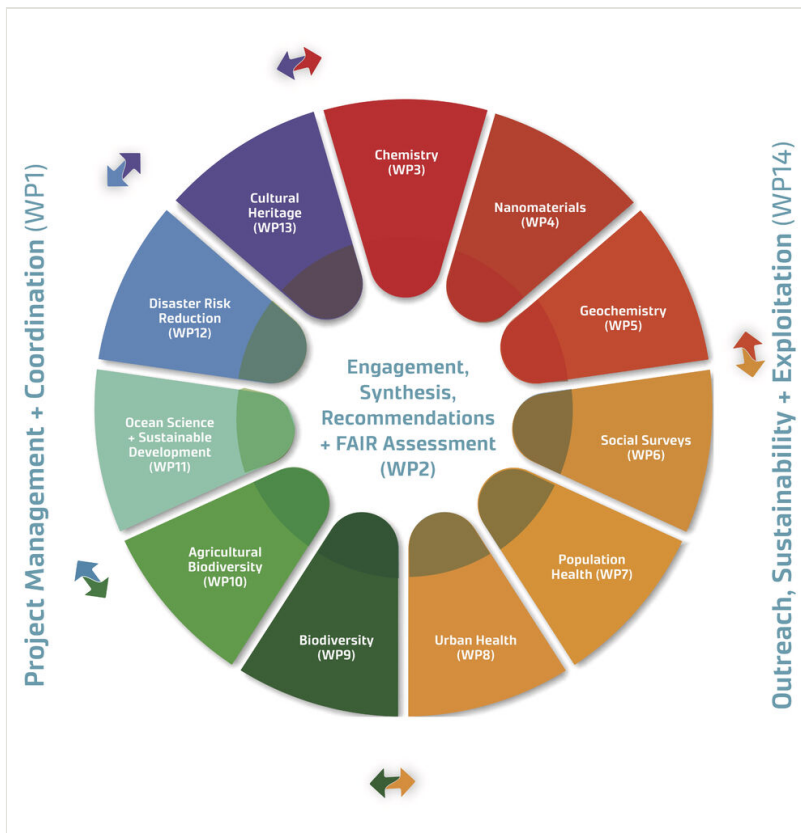 Project Management + Coordination (WP1)
Chemistry
(WP3)
Nanomaterials
(WP4)
Geochemistry
(WP5)
Social Surveys
(WP6)
Population
Health (WP7)
Urban Health
(WP8)
Biodiversity
(WP9)
Agricultural
Biodiversity
(WP10)
Ocean Science
+ Sustainable
Development
(WP11)
Disaster Risk
Reduction
(WP12)
Cultural
Heritage
(WP13)
Engagement,
Synthesis,
Recommendations
+ FAIR Assessment
(WP2)
Outreach, Sustainability + Exploitation (WP14)